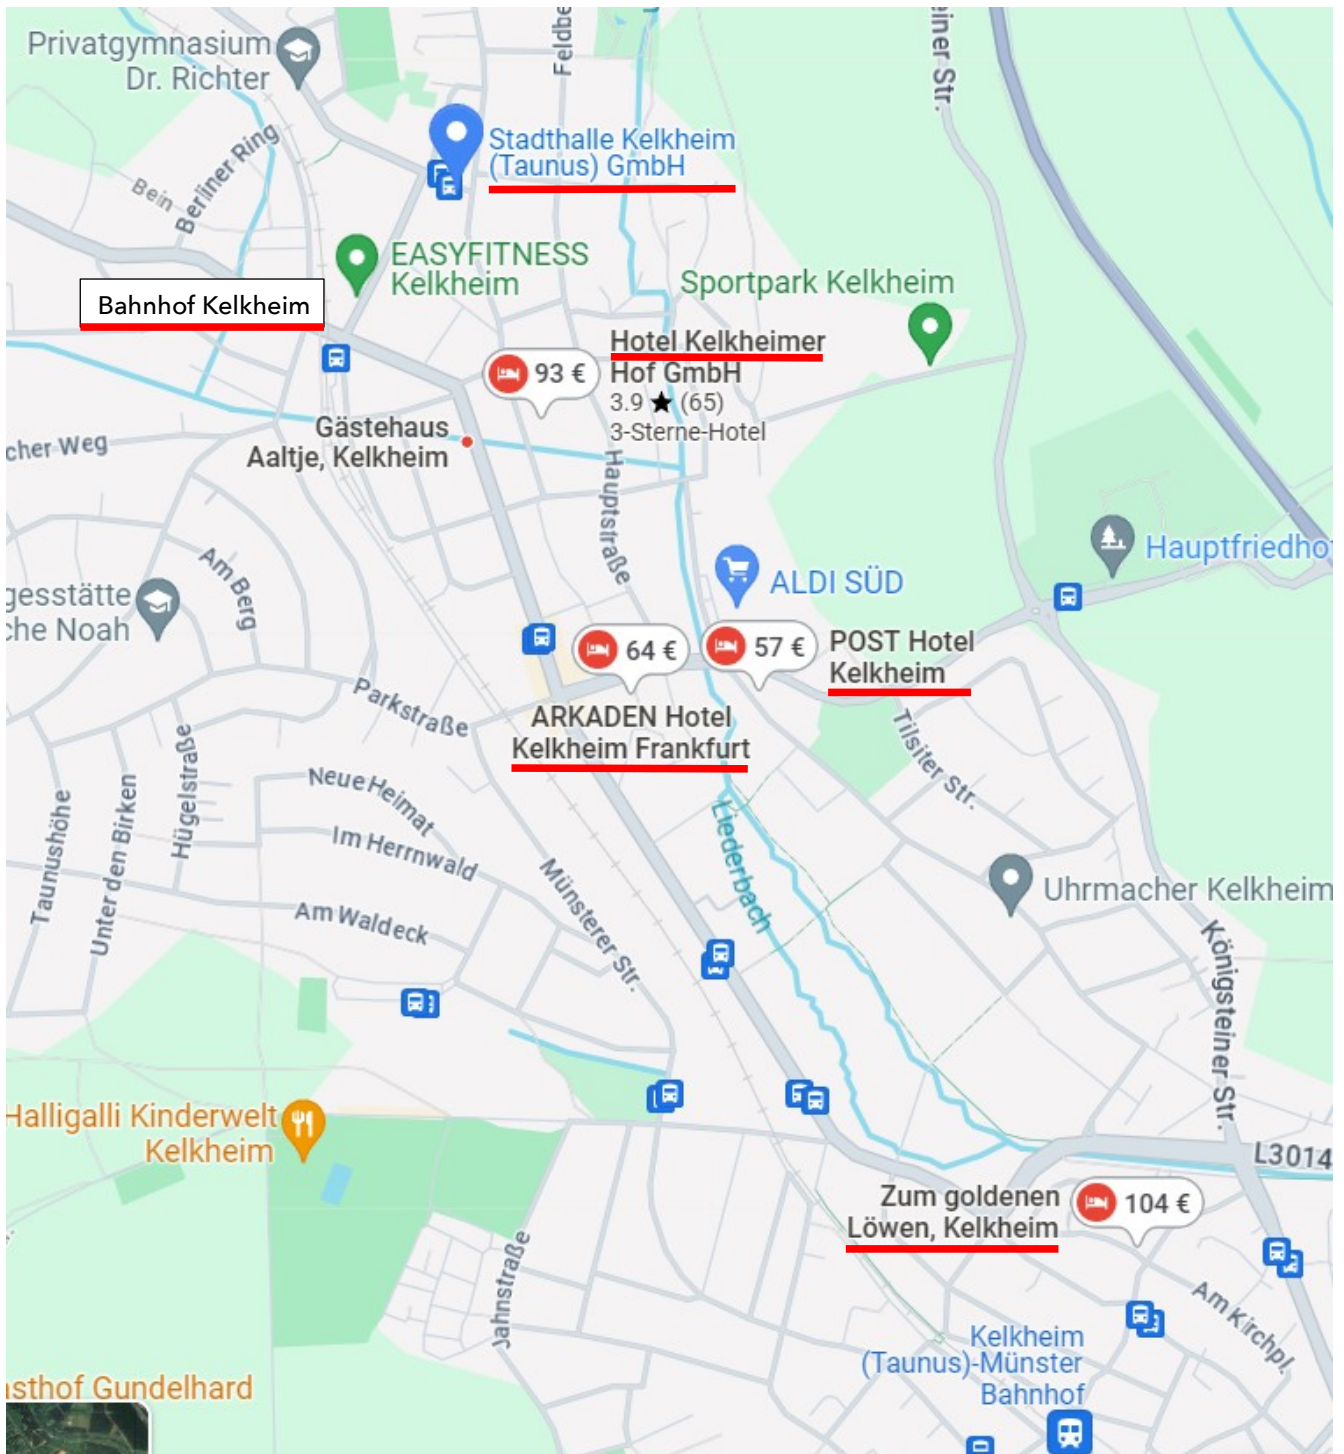 Privatgymnasium
Dr. Richter
Feldbe
einer Str.
Stadthalle Kelkheim
(Taunus) GmbH
Berliner Ring
Bein
EASYFITNESS
Kelkheim
Sportpark Kelkheim
Bahnhof Kelkheim
Hotel Kelkheimer
Hof GmbH
3.9 ★ (65)
3-Sterne-Hotel
93 €
Gästehaus
Aaltje, Kelkheim
cher Weg
Hauptstraße
Am Berg
ALDI SÜD
Hauptfriedhof
gesstätte
che Noah
64 €
57 €
POST Hotel
Kelkheim
Parkstraße
ARKADEN Hotel
Kelkheim Frankfurt
Tilsiter Str.
Hügelstraße
Neue Heimat
Im Herrnwald
Taunushöhe
Unter den Birken
Liederbach
Münsterer Str.
Am Waldeck
Uhrmacher Kelkheim
Königsteiner Str.
Halligalli Kinderwelt
Kelkheim
L3014
Zum goldenen
Löwen, Kelkheim
104 €
Jahnstraße
Am Kirchpl.
Kelkheim
(Taunus)-Münster
Bahnhof
asthof Gundelhard